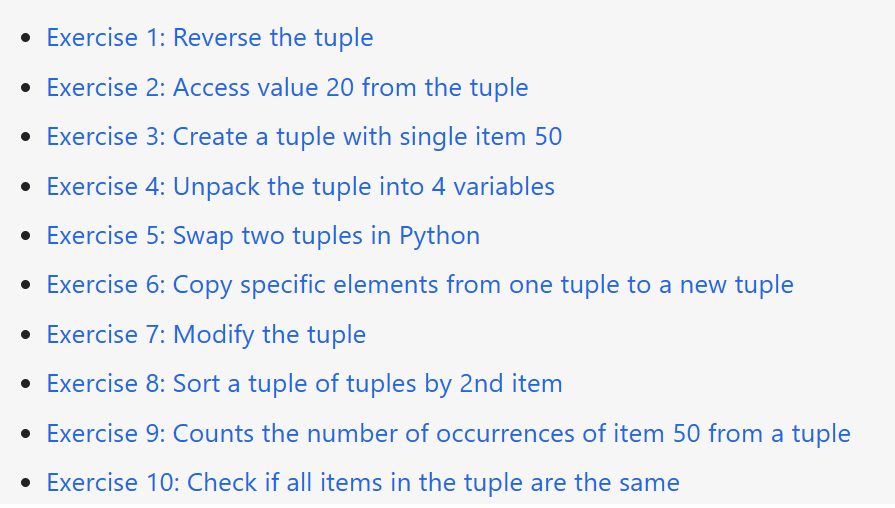 Exercise 1: Reverse the tuple
Exercise 2: Access value 20 from the tuple
Exercise 3: Create a tuple with single item 50
Exercise 4: Unpack the tuple into 4 variables
Exercise 5: Swap two tuples in Python
Exercise 6: Copy specific elements from one tuple to a new tuple
Exercise 7: Modify the tuple
Exercise 8: Sort a tuple of tuples by 2nd item
Exercise 9: Counts the number of occurrences of item 50 from a tuple
Exercise 10: Check if all items in the tuple are the same